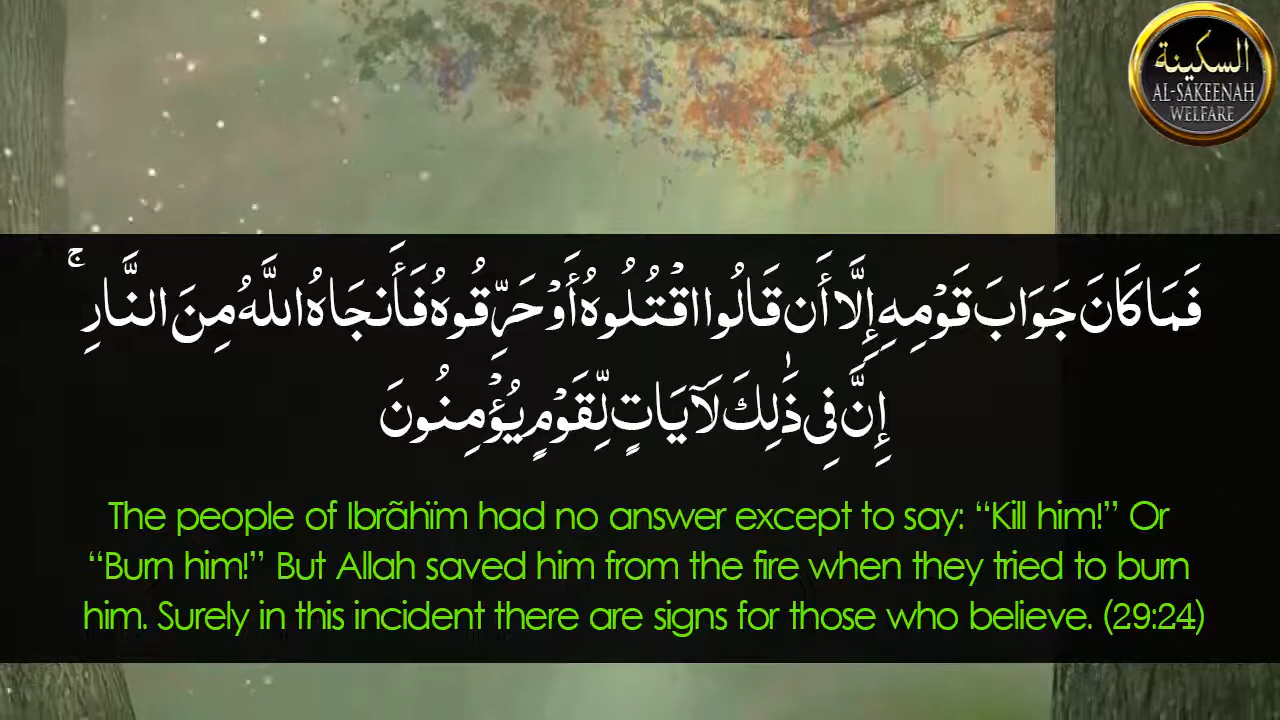 السكينة
AL-SAKEENAH
WELFARE
فَمَا كَانَ جَوَابَ قَوْمِهِ إِلَّا أَن قَالُوا اقْتُلُوهُ أَوْ حَرِّقُوهُ فَأَنجَاهُ اللَّهُ مِنَ النَّارِ ۚ
إِنَّ فِي ذَٰلِكَ لَآيَاتٍ لِّقَوْمٍ يُؤْمِنُونَ
The people of Ibrãhïm had no answer except to say: “Kill him!” Or
“Burn him!” But Allah saved him from the fire when they tried to burn
him. Surely in this incident there are signs for those who believe. (29:24)